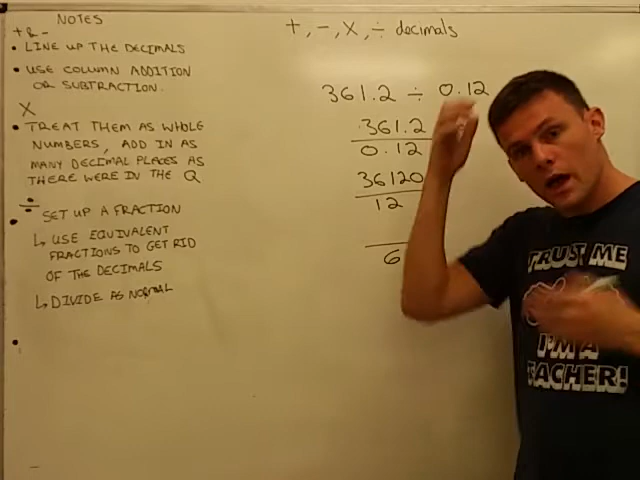 NOTES
+ & -
• LINE UP THE DECIMALS
• USE COLUMN ADDITION
OR SUBTRACTION.
X
• TREAT THEM AS WHOLE
NUMBERS, ADD IN AS
MANY DECIMAL PLACES AS
THERE WERE IN THE Q
÷
• SET UP A FRACTION
↳ USE EQUIVALENT
FRACTIONS TO GET RID
OF THE DECIMALS
↳ DIVIDE AS NORMAL
•
+, -, X, ÷ decimals
361.2 ÷ 0.12
361.2
0.12
36120
12
6
TRUST ME
I'M A
TEACHER!